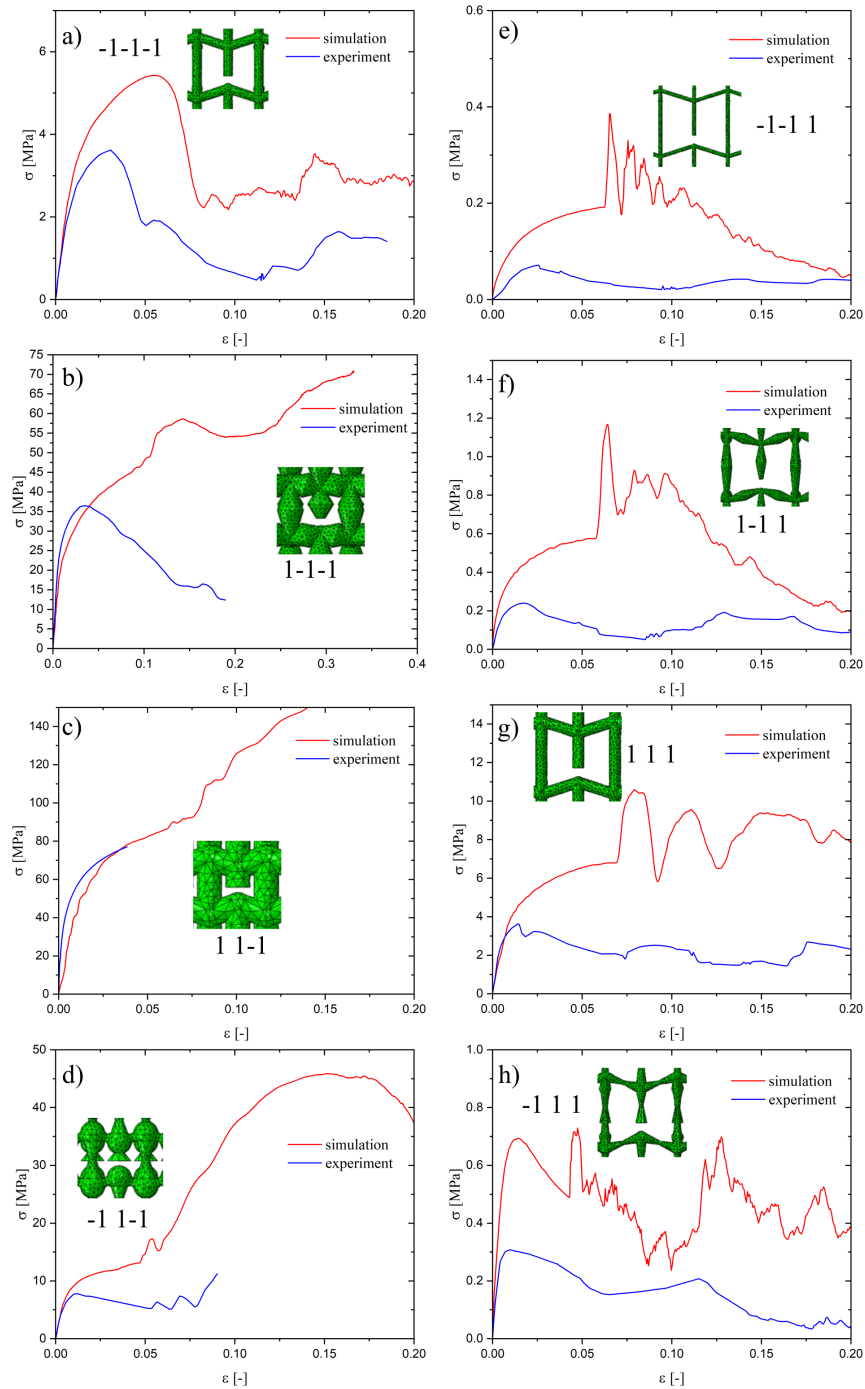 a)
-1-1-1
simulation
experiment
σ [MPa]
6
4
2
0
0.00 0.05 0.10 0.15 0.20
ε [-]
e)
simulation
experiment
-1-1 1
σ [MPa]
0.6
0.4
0.2
0.0
0.00 0.05 0.10 0.15 0.20
ε [-]
b)
simulation
experiment
1-1-1
σ [MPa]
75
70
65
60
55
50
45
40
35
30
25
20
15
10
5
0
0.0 0.1 0.2 0.3 0.4
ε [-]
f)
simulation
experiment
1-1 1
σ [MPa]
1.4
1.2
1.0
0.8
0.6
0.4
0.2
0.0
0.00 0.05 0.10 0.15 0.20
ε [-]
c)
simulation
experiment
1 1-1
σ [MPa]
140
120
100
80
60
40
20
0
0.00 0.05 0.10 0.15 0.20
ε [-]
g)
1 1 1
simulation
experiment
σ [MPa]
14
12
10
8
6
4
2
0
0.00 0.05 0.10 0.15 0.20
ε [-]
d)
simulation
experiment
-1 1-1
σ [MPa]
50
45
40
35
30
25
20
15
10
5
0
0.00 0.05 0.10 0.15 0.20
ε [-]
h)
-1 1 1
simulation
experiment
σ [MPa]
1.0
0.8
0.6
0.4
0.2
0.0
0.00 0.05 0.10 0.15 0.20
ε [-]